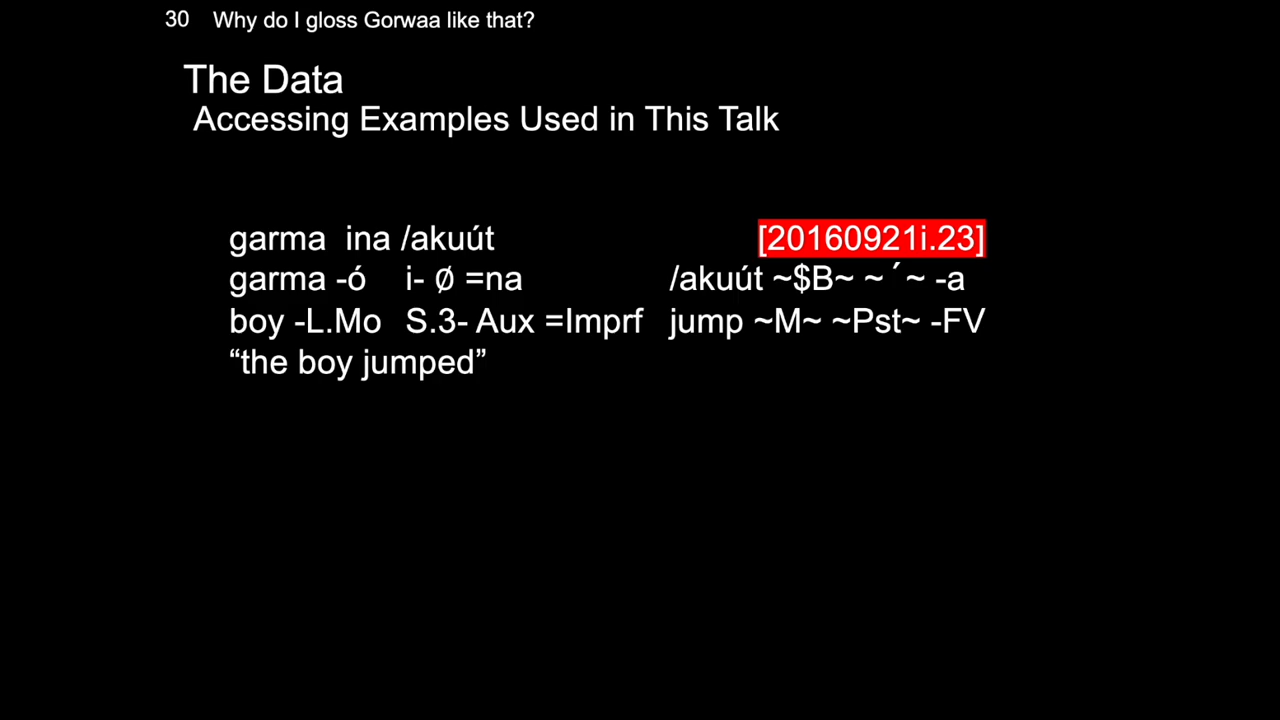 30 Why do I gloss Gorwaa like that?
The Data
Accessing Examples Used in This Talk
garma ina /akuút [20160921i.23]
garma -ó i- ∅ =na /akuút ~$B~ ~ ́ ~ -a
boy -L.Mo S.3- Aux =Imprf jump ~M~ ~Pst~ -FV
“the boy jumped”